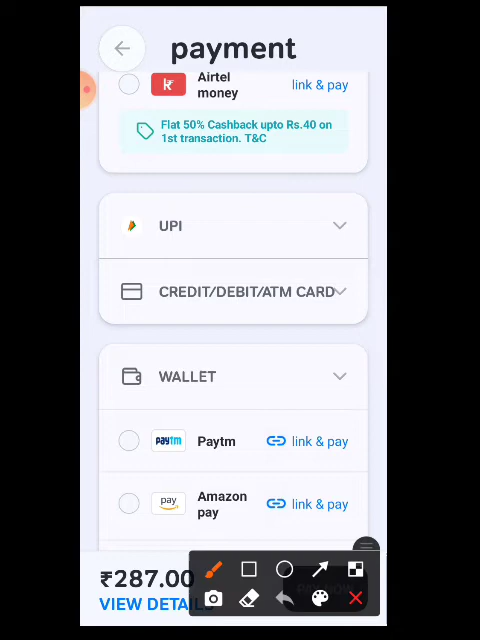 payment
Airtel
money
link & pay
Flat 50% Cashback upto Rs.40 on
1st transaction. T&C
UPI
CREDIT/DEBIT/ATM CARD
WALLET
paytm
Paytm
link & pay
pay
Amazon
pay
link & pay
₹287.00
VIEW DETAIL